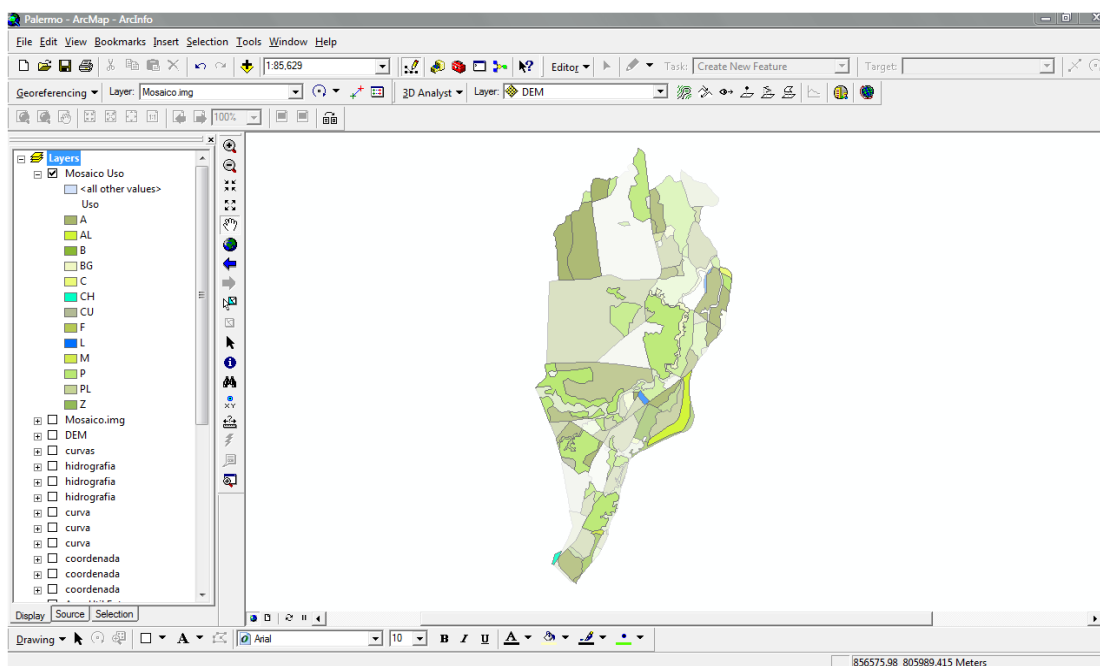 Palermo - ArcMap - ArcInfo
File Edit View Bookmarks Insert Selection Tools Window Help
1:85,629 Editor Task: Create New Feature Target:
Georeferencing Layer: Mosaico.img 3D Analyst Layer: DEM
100%
Layers
Mosaico Uso
<all other values>
Uso
A
AL
B
BG
C
CH
CU
F
L
M
P
PL
Z
Mosaico.img
DEM
curvas
hidrografia
hidrografia
hidrografia
curva
curva
curva
coordenada
coordenada
coordenada
Display Source Selection
Drawing A Arial 10 B I U A
856575.98 805989.415 Meters